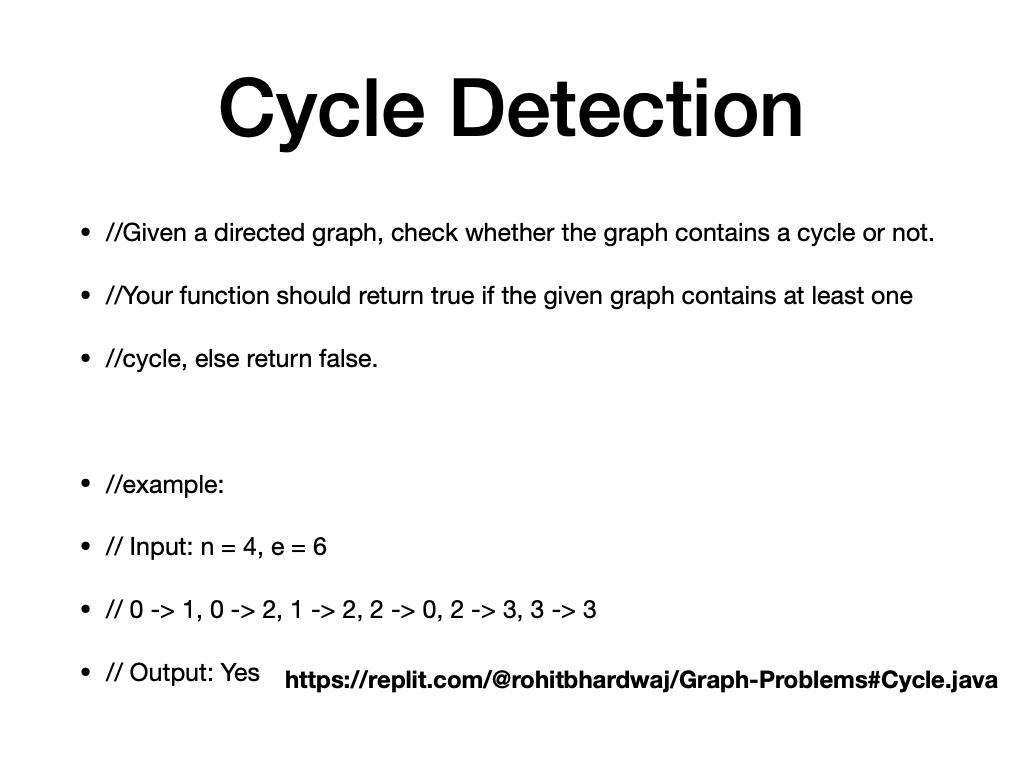 Cycle Detection
• //Given a directed graph, check whether the graph contains a cycle or not.
• //Your function should return true if the given graph contains at least one
• //cycle, else return false.
• //example:
• // Input: n = 4, e = 6
• // 0 -> 1, 0 -> 2, 1 -> 2, 2 -> 0, 2 -> 3, 3 -> 3
• // Output: Yes
https://replit.com/@rohitbhardwaj/Graph-Problems#Cycle.java